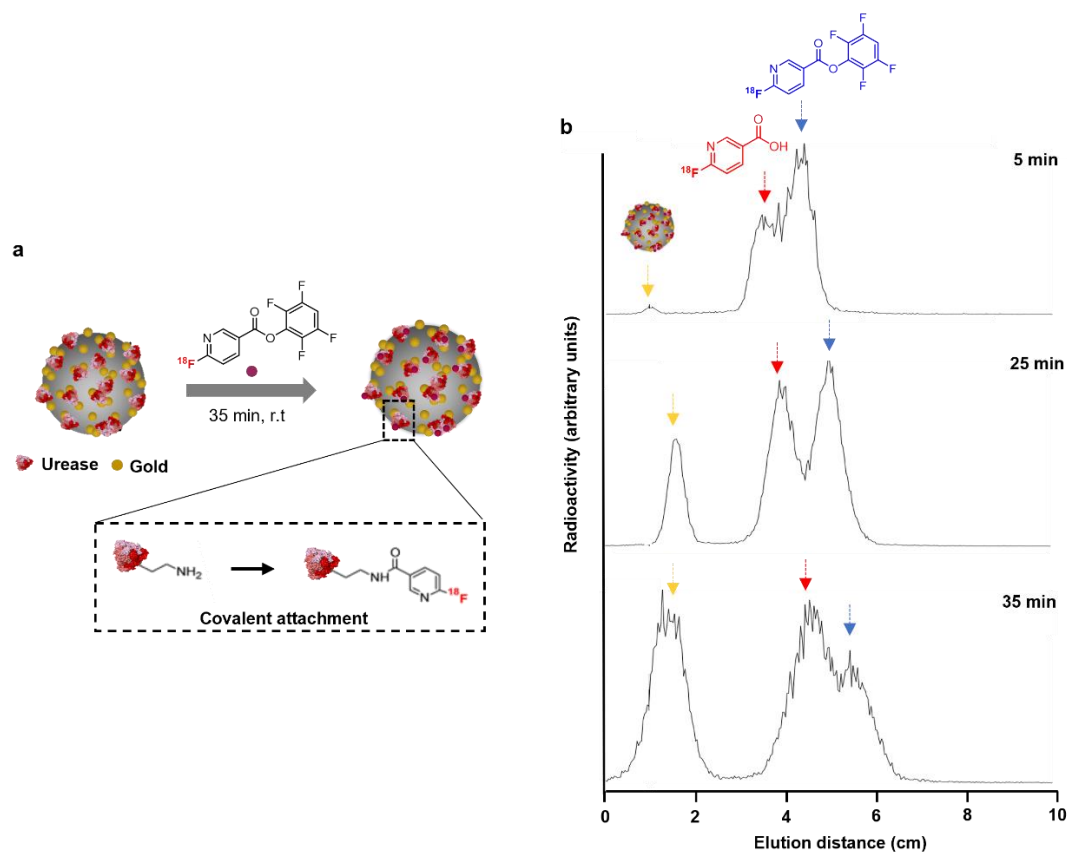 a
N
18F
O
O
F
F
F
F
35 min, r.t
Urease
Gold
NH2
NH
O
N
18F
Covalent attachment
b
N
18F
O
O
F
F
F
F
N
18F
O
OH
5 min
25 min
35 min
Radioactivity (arbitrary units)
0
2
4
6
8
10
Elution distance (cm)